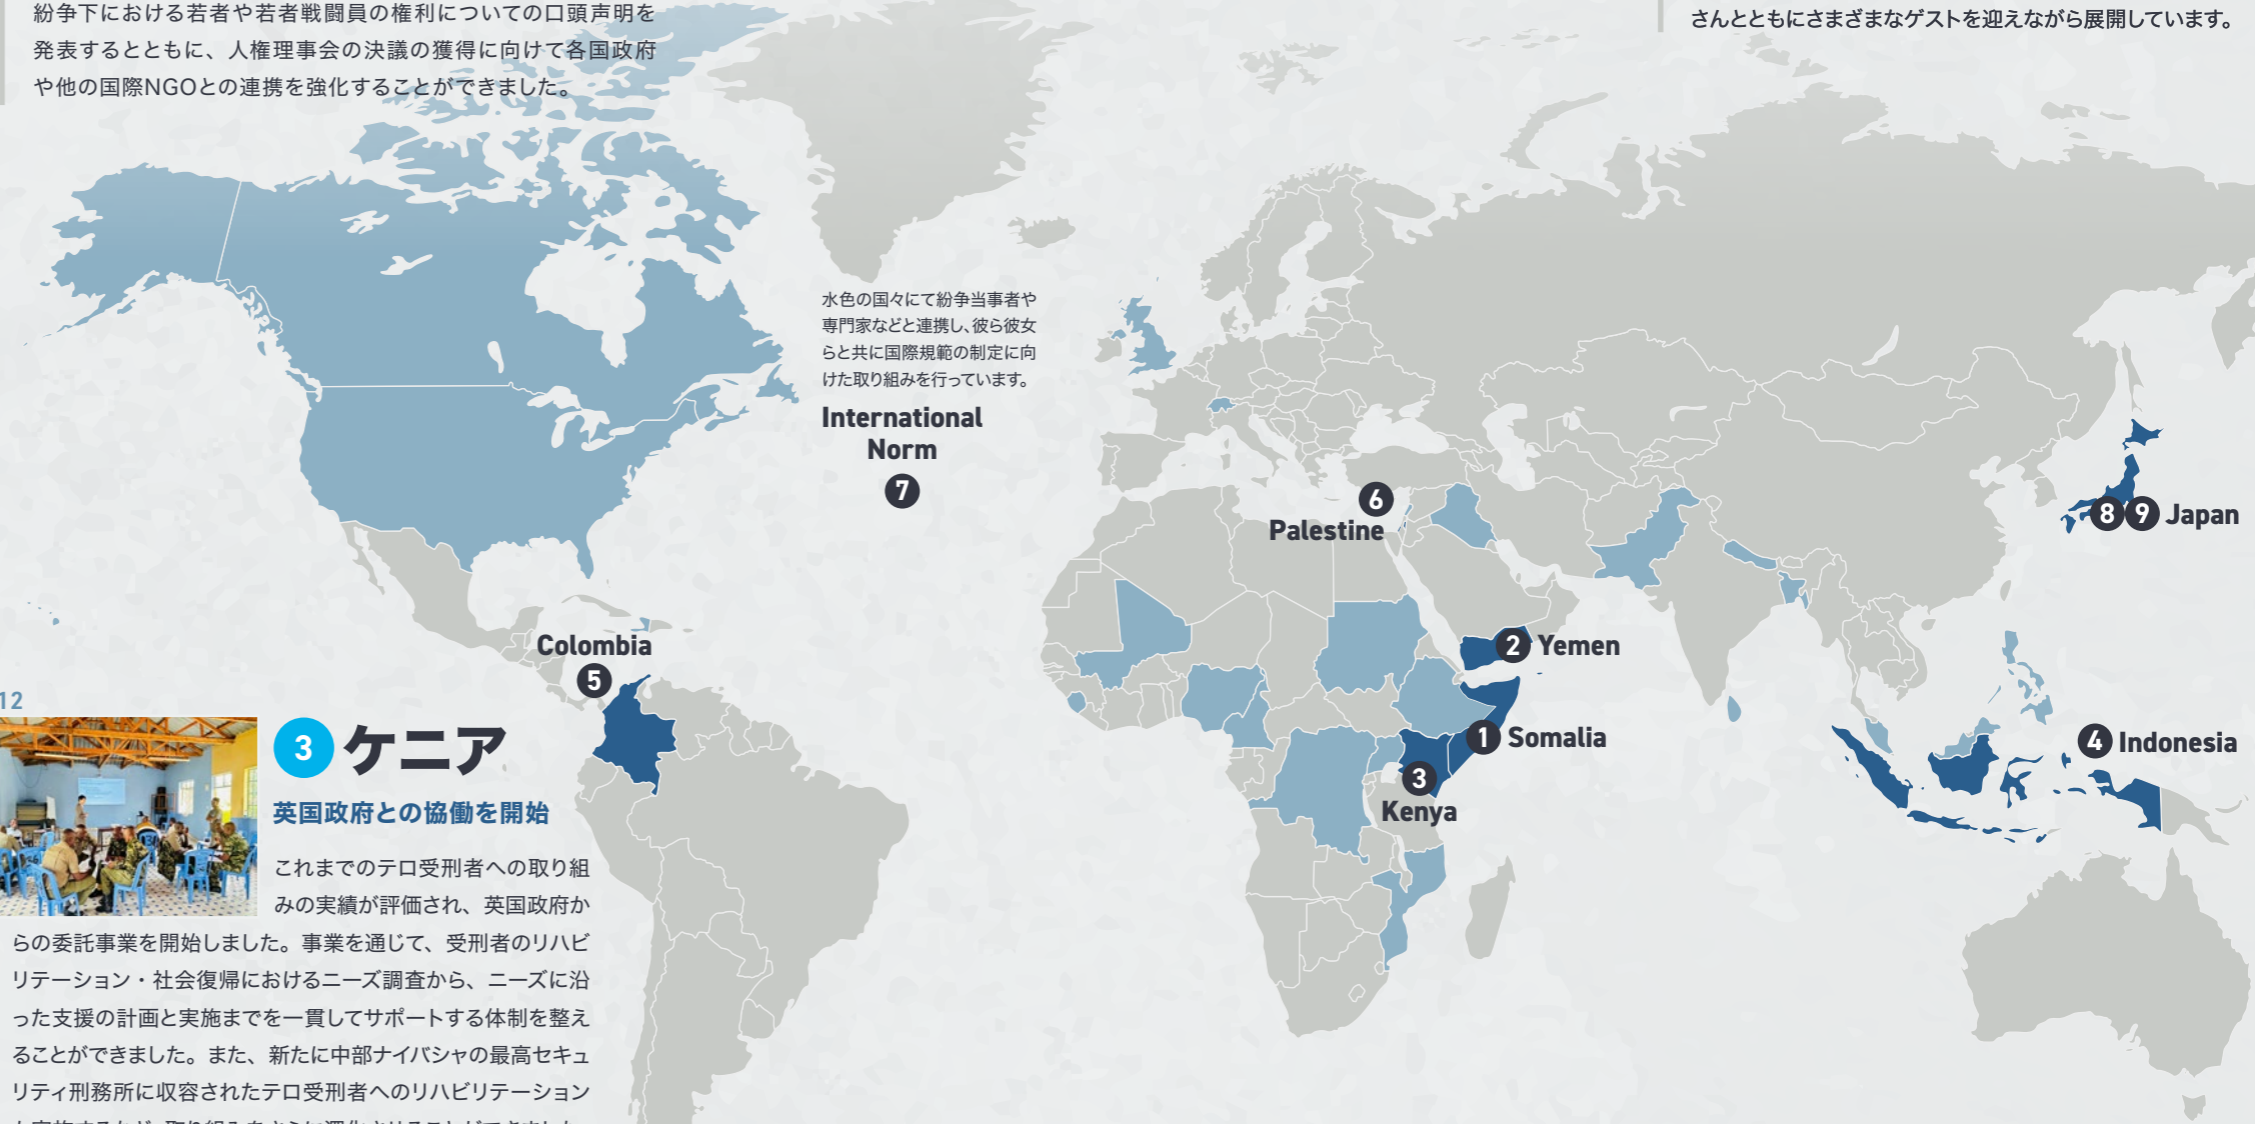 紛争下における若者や若者戦闘員の権利についての口頭声明を
発表するとともに、人権理事会の決議の獲得に向けて各国政府
や他の国際NGOとの連携を強化することができました。
さんとともにさまざまなゲストを迎えながら展開しています。
水色の国々にて紛争当事者や
専門家などと連携し、彼ら彼女
らと共に国際規範の制定に向
けた取り組みを行っています。
International
Norm
7
6
Palestine
8 9 Japan
Colombia
5
2 Yemen
1 Somalia
3
Kenya
4 Indonesia
12
3 ケニア
英国政府との協働を開始
これまでのテロ受刑者への取り組
みの実績が評価され、英国政府か
らの委託事業を開始しました。事業を通じて、受刑者のリハビ
リテーション・社会復帰におけるニーズ調査から、ニーズに沿
った支援の計画と実施までを一貫してサポートする体制を整え
ることができました。また、新たに中部ナイバシャの最高セキュ
リティ刑務所に収容されたテロ受刑者へのリハビリテーション